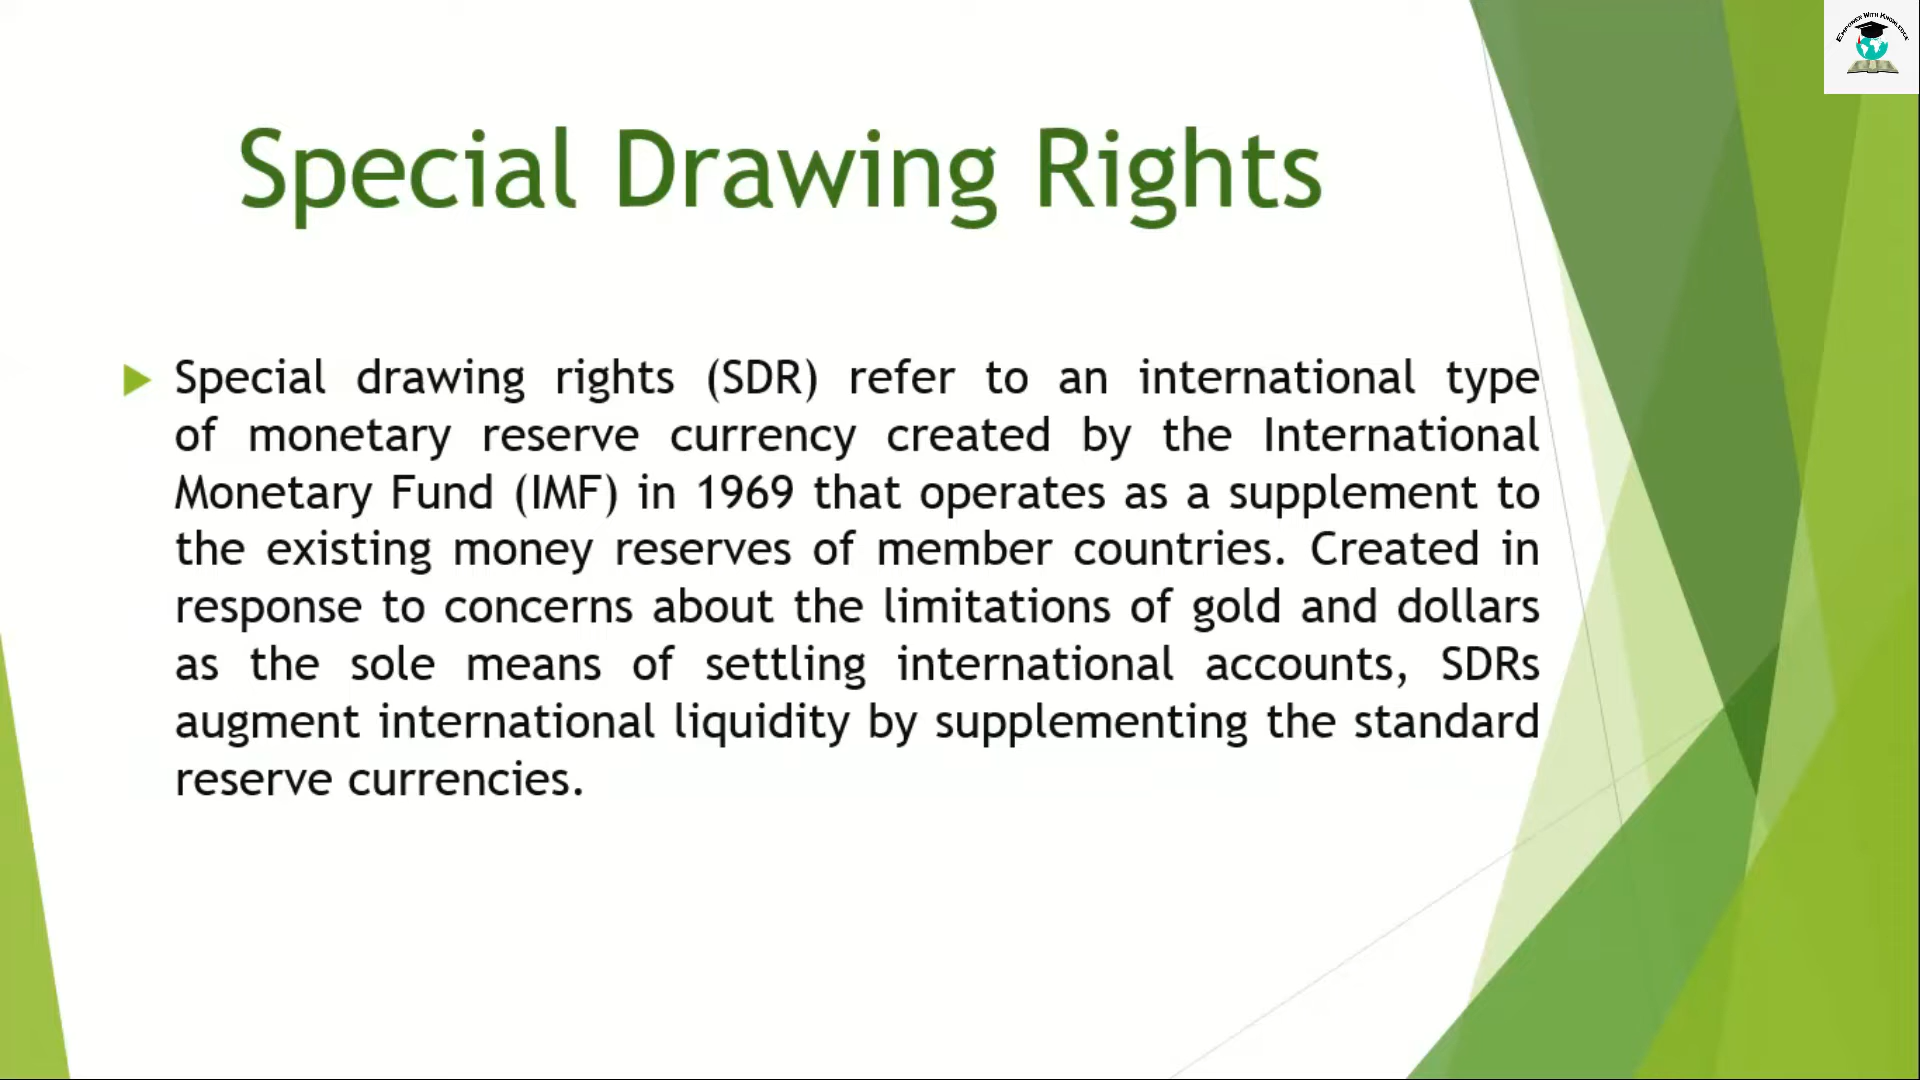 EMPOWER WITH KNOWLEDGE
Special Drawing Rights
Special drawing rights (SDR) refer to an international type
of monetary reserve currency created by the International
Monetary Fund (IMF) in 1969 that operates as a supplement to
the existing money reserves of member countries. Created in
response to concerns about the limitations of gold and dollars
as the sole means of settling international accounts, SDRs
augment international liquidity by supplementing the standard
reserve currencies.